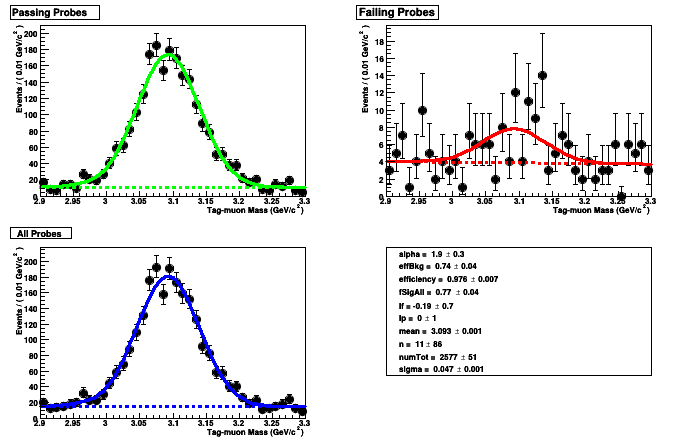 Passing Probes
Events / ( 0.01 GeV/c² )
200
180
160
140
120
100
80
60
40
20
0
2.9 2.95 3 3.05 3.1 3.15 3.2 3.25 3.3
Tag-muon Mass (GeV/c²)
Failing Probes
Events / ( 0.01 GeV/c² )
18
16
14
12
10
8
6
4
2
0
2.9 2.95 3 3.05 3.1 3.15 3.2 3.25 3.3
Tag-muon Mass (GeV/c²)
All Probes
Events / ( 0.01 GeV/c² )
200
180
160
140
120
100
80
60
40
20
2.9 2.95 3 3.05 3.1 3.15 3.2 3.25 3.3
Tag-muon Mass (GeV/c²)
alpha = 1.9 ± 0.3
effBkg = 0.74 ± 0.04
efficiency = 0.976 ± 0.007
fSigAll = 0.77 ± 0.04
lf = -0.19 ± 0.7
lp = 0 ± 1
mean = 3.093 ± 0.001
n = 11 ± 86
numTot = 2577 ± 51
sigma = 0.047 ± 0.001